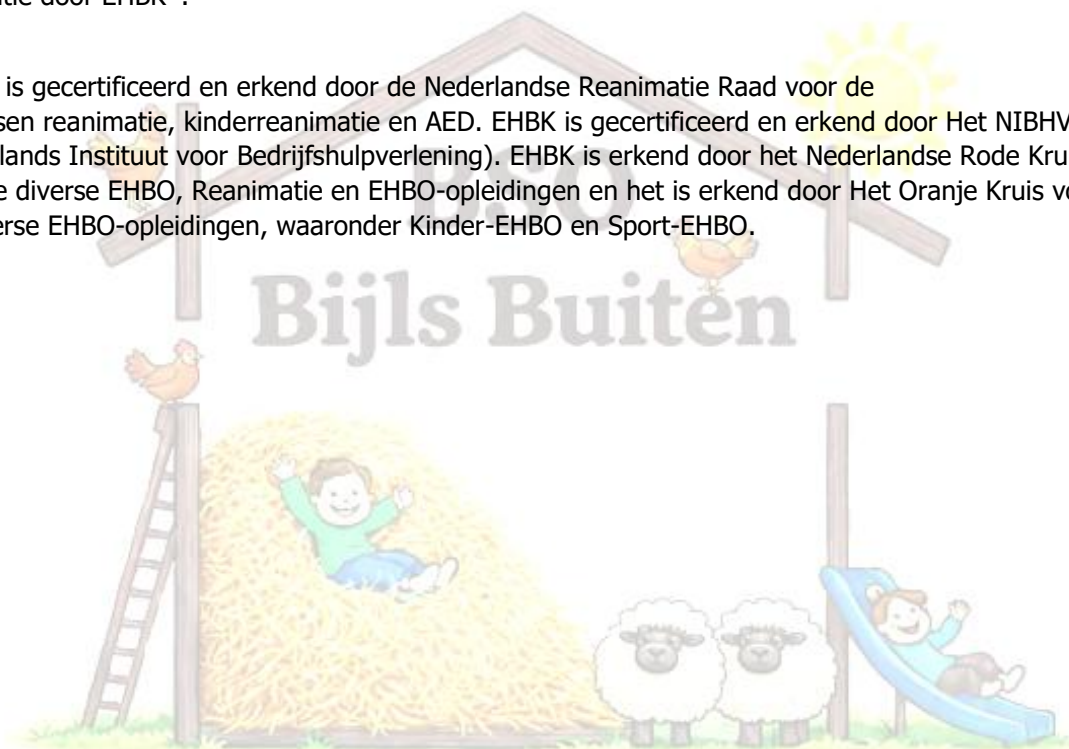 door EHBK*.
is gecertificeerd en erkend door de Nederlandse Reanimatie Raad voor de
sen reanimatie, kinderreanimatie en AED. EHBK is gecertificeerd en erkend door Het NIBHV
lands Instituut voor Bedrijfshulpverlening). EHBK is erkend door het Nederlandse Rode Kru
e diverse EHBO, Reanimatie en EHBO-opleidingen en het is erkend door Het Oranje Kruis vo
erse EHBO-opleidingen, waaronder Kinder-EHBO en Sport-EHBO.
BSO
Bijls Buiten